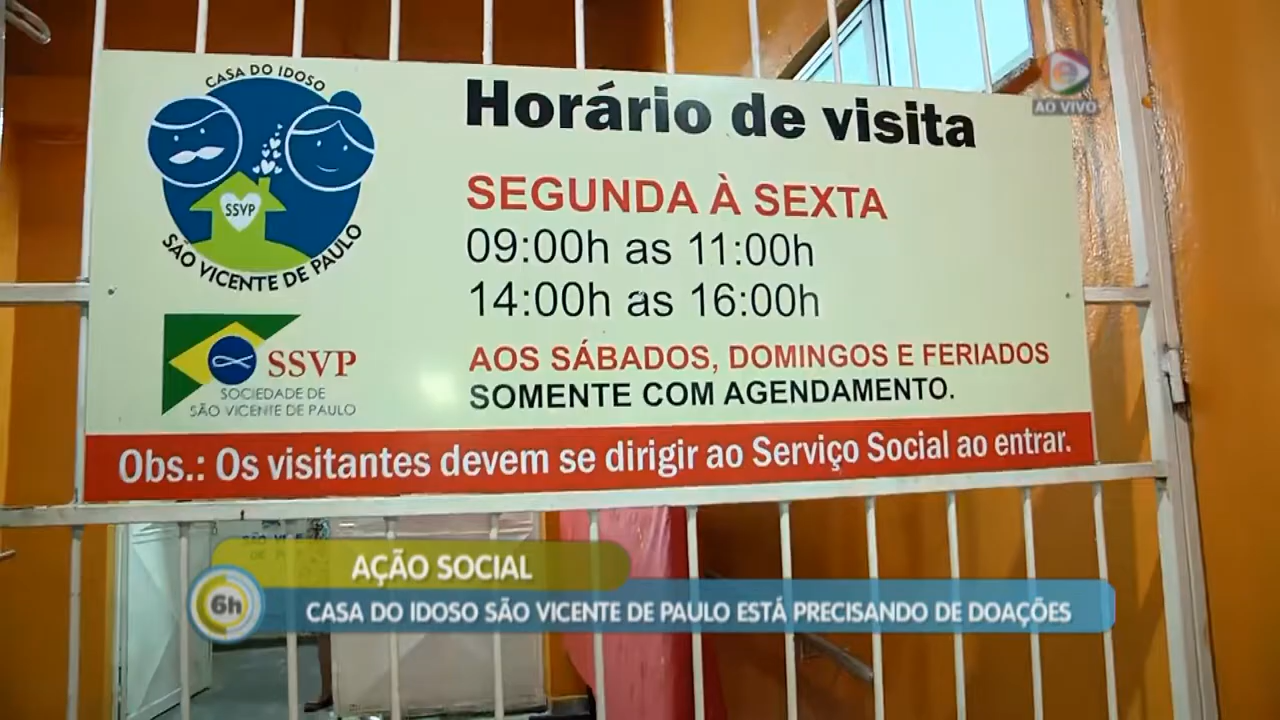 CASA DO IDOSO
SSVP
SÃO VICENTE DE PAULO
SSVP
SOCIEDADE DE
SÃO VICENTE DE PAULO
Horário de visita
SEGUNDA À SEXTA
09:00h as 11:00h
14:00h as 16:00h
AOS SÁBADOS, DOMINGOS E FERIADOS
SOMENTE COM AGENDAMENTO.
Obs.: Os visitantes devem se dirigir ao Serviço Social ao entrar.
e
AO VIVO
AÇÃO SOCIAL
6h
CASA DO IDOSO SÃO VICENTE DE PAULO ESTÁ PRECISANDO DE DOAÇÕES